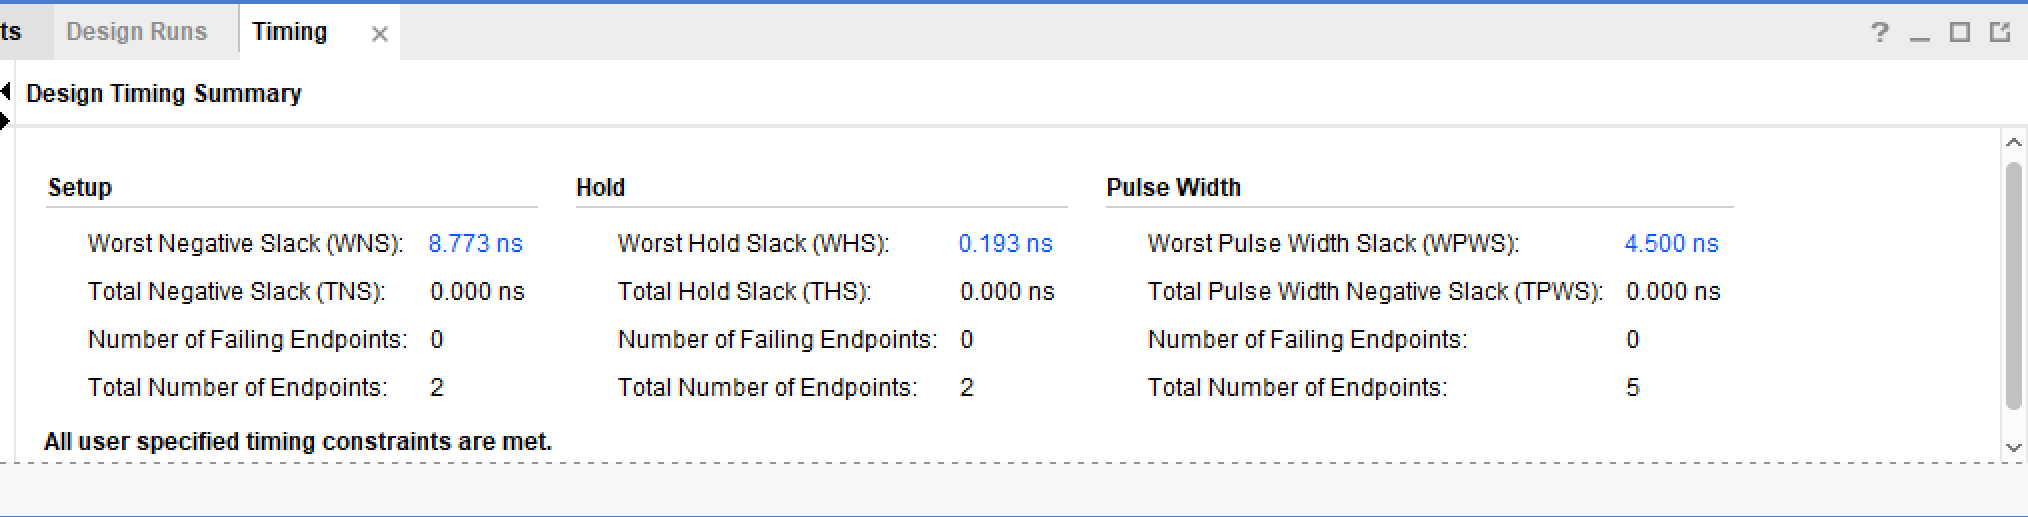 ts Design Runs Timing
Design Timing Summary
Setup Hold Pulse Width
Worst Negative Slack (WNS): 8.773 ns Worst Hold Slack (WHS): 0.193 ns Worst Pulse Width Slack (WPWS): 4.500 ns
Total Negative Slack (TNS): 0.000 ns Total Hold Slack (THS): 0.000 ns Total Pulse Width Negative Slack (TPWS): 0.000 ns
Number of Failing Endpoints: 0 Number of Failing Endpoints: 0 Number of Failing Endpoints: 0
Total Number of Endpoints: 2 Total Number of Endpoints: 2 Total Number of Endpoints: 5
All user specified timing constraints are met.